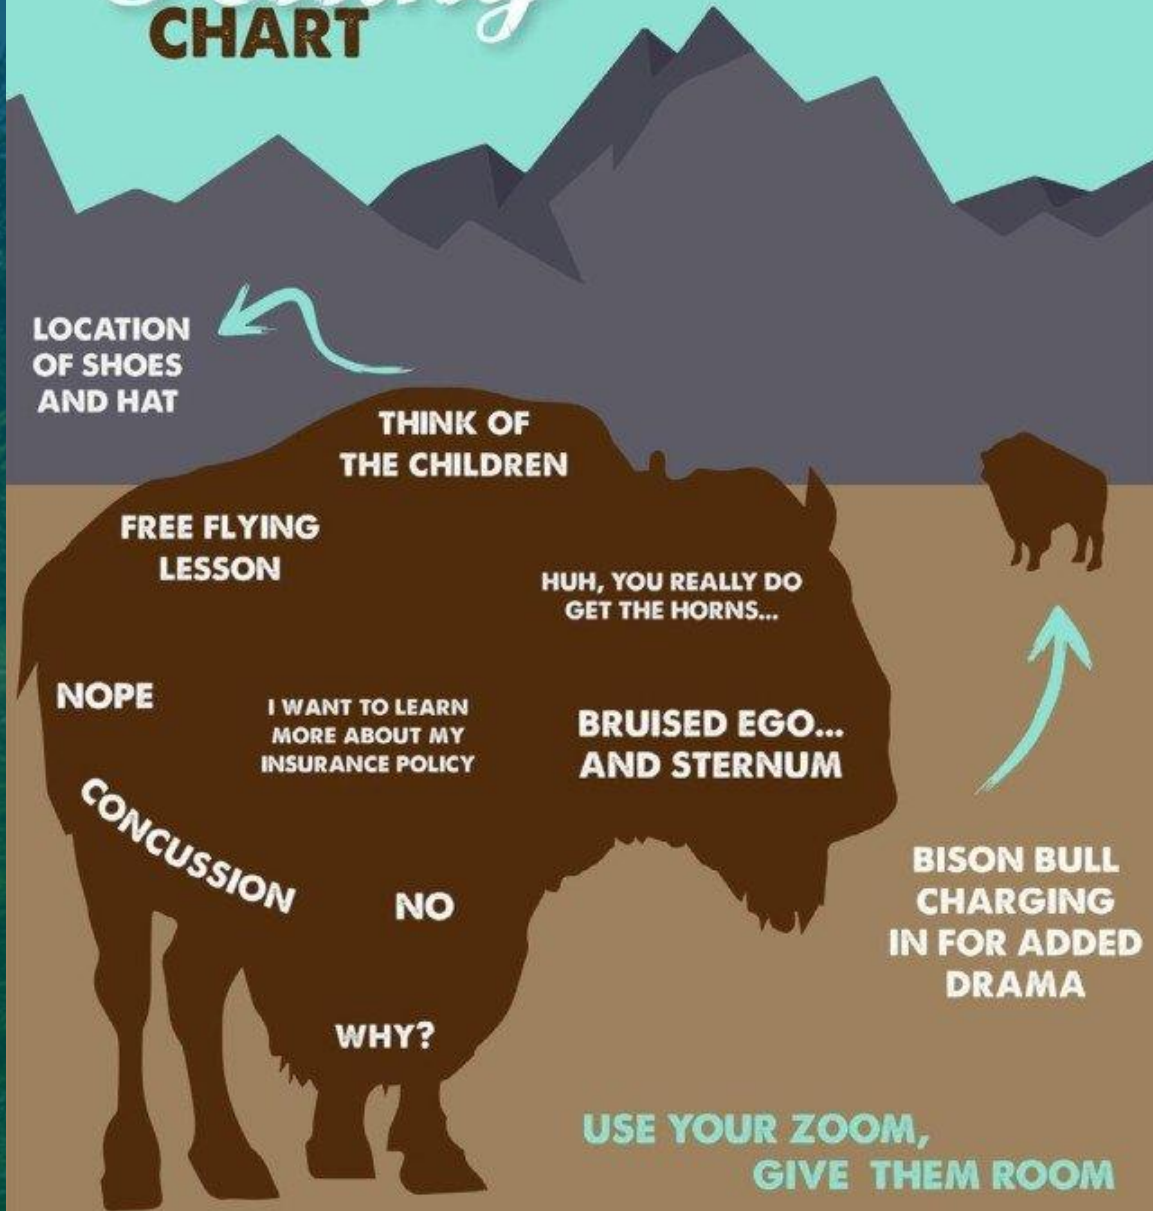 CHART
LOCATION
OF SHOES
AND HAT
THINK OF
THE CHILDREN
FREE FLYING
LESSON
HUH, YOU REALLY DO
GET THE HORNS...
NOPE
I WANT TO LEARN
MORE ABOUT MY
INSURANCE POLICY
BRUISED EGO...
AND STERNUM
CONCUSSION
NO
BISON BULL
CHARGING
IN FOR ADDED
DRAMA
WHY?
USE YOUR ZOOM,
GIVE THEM ROOM